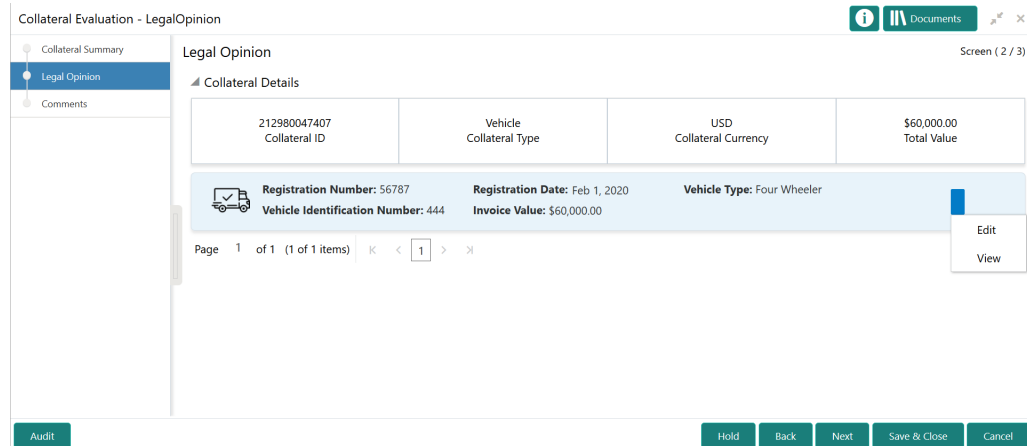 Collateral Evaluation - LegalOpinion
i Documents
Collateral Summary
Legal Opinion
Comments
Legal Opinion
Screen ( 2 / 3)
Collateral Details
212980047407
Collateral ID
Vehicle
Collateral Type
USD
Collateral Currency
$60,000.00
Total Value
Registration Number: 56787 Registration Date: Feb 1, 2020 Vehicle Type: Four Wheeler
Vehicle Identification Number: 444 Invoice Value: $60,000.00
Edit
View
Page 1 of 1 (1 of 1 items) 1
Audit Hold Back Next Save & Close Cancel